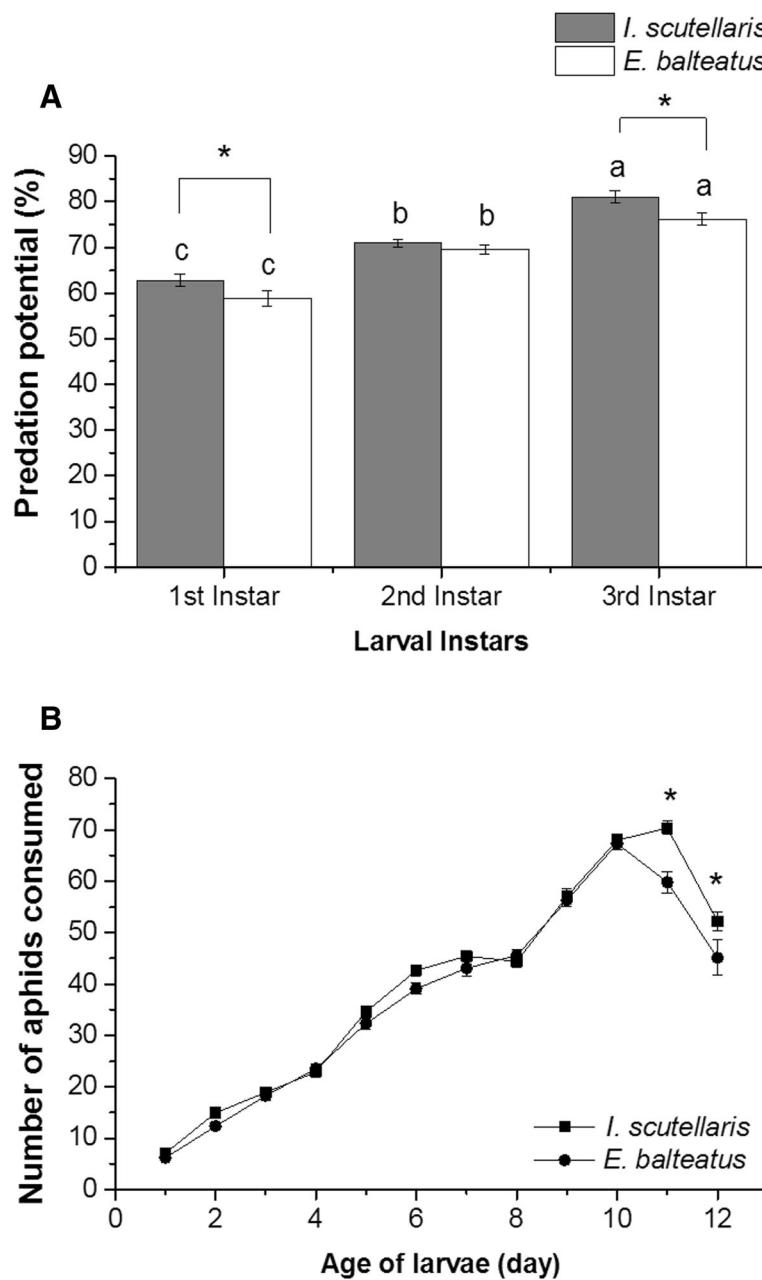 I. scutellaris
E. balteatus
A
*
*
90
80
70
60
50
40
30
20
10
0
Predation potential (%)
c
c
b
b
a
a
1st Instar
2nd Instar
3rd Instar
Larval Instars
B
80
70
60
50
40
30
20
10
0
Number of aphids consumed
*
*
I. scutellaris
E. balteatus
0
2
4
6
8
10
12
Age of larvae (day)